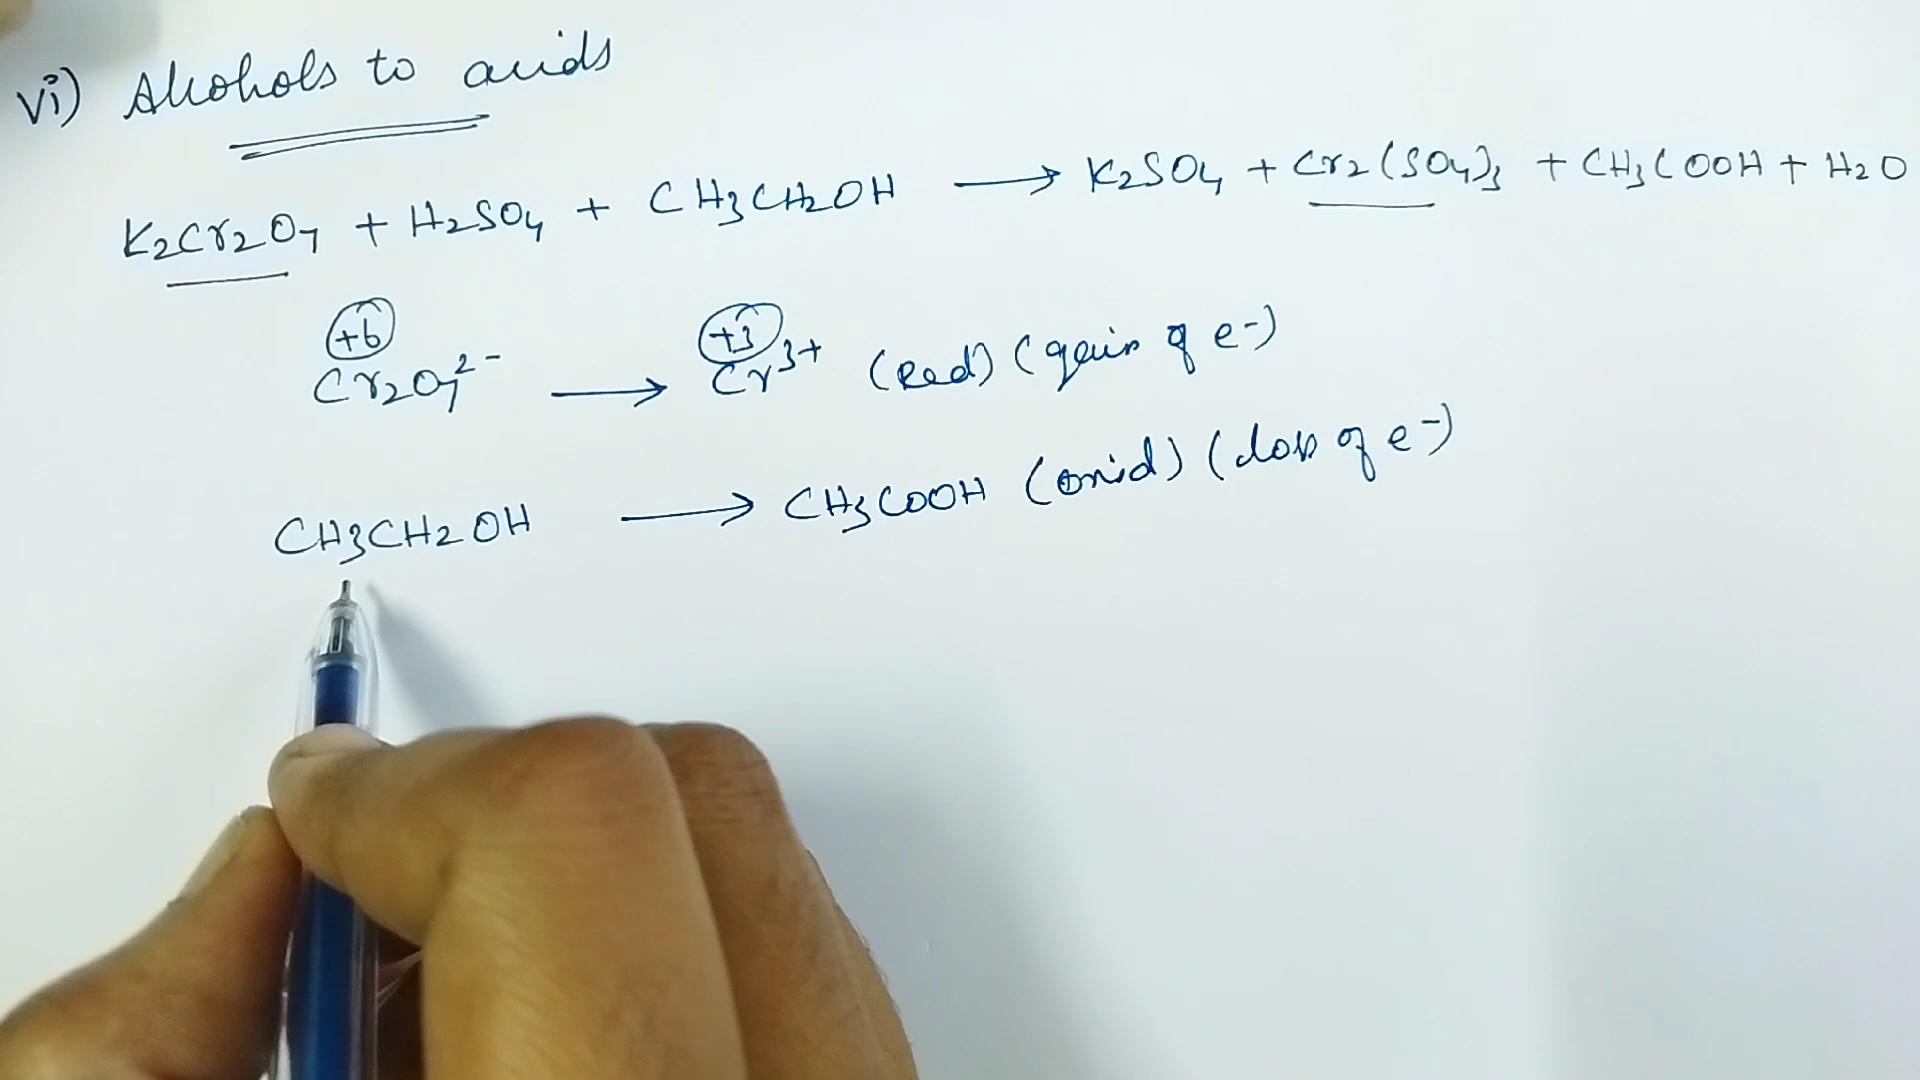 vi) Alcohols to acids
K2Cr2O7 + H2SO4 + CH3CH2OH ⟶ K2SO4 + Cr2(SO4)3 + CH3COOH + H2O
+6 +3
Cr2O7^2- ⟶ Cr^3+ (Red) (gain of e-)
CH3CH2OH ⟶ CH3COOH (oxid) (loss of e-)